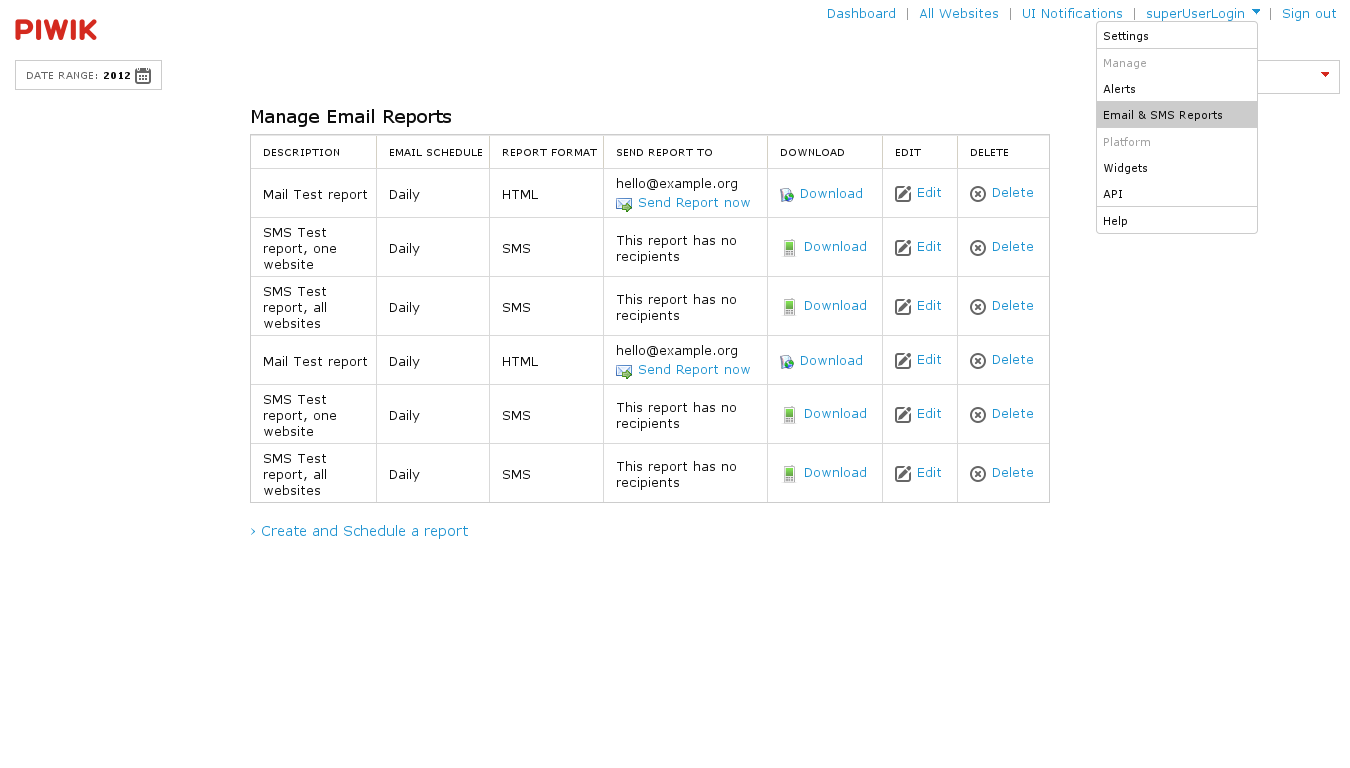 PIWIK
Dashboard | All Websites | UI Notifications | superUserLogin | Sign out
Settings
Manage
Alerts
Email & SMS Reports
Platform
Widgets
API
Help
DATE RANGE: 2012
Manage Email Reports
DESCRIPTION EMAIL SCHEDULE REPORT FORMAT SEND REPORT TO DOWNLOAD EDIT DELETE
Mail Test report Daily HTML hello@example.org Download Edit Delete
Send Report now
SMS Test
report, one
website
Daily SMS
This report has no
recipients
Download Edit Delete
SMS Test
report, all
websites
Daily SMS
This report has no
recipients
Download Edit Delete
Mail Test report Daily HTML hello@example.org Download Edit Delete
Send Report now
SMS Test
report, one
website
Daily SMS
This report has no
recipients
Download Edit Delete
SMS Test
report, all
websites
Daily SMS
This report has no
recipients
Download Edit Delete
› Create and Schedule a report